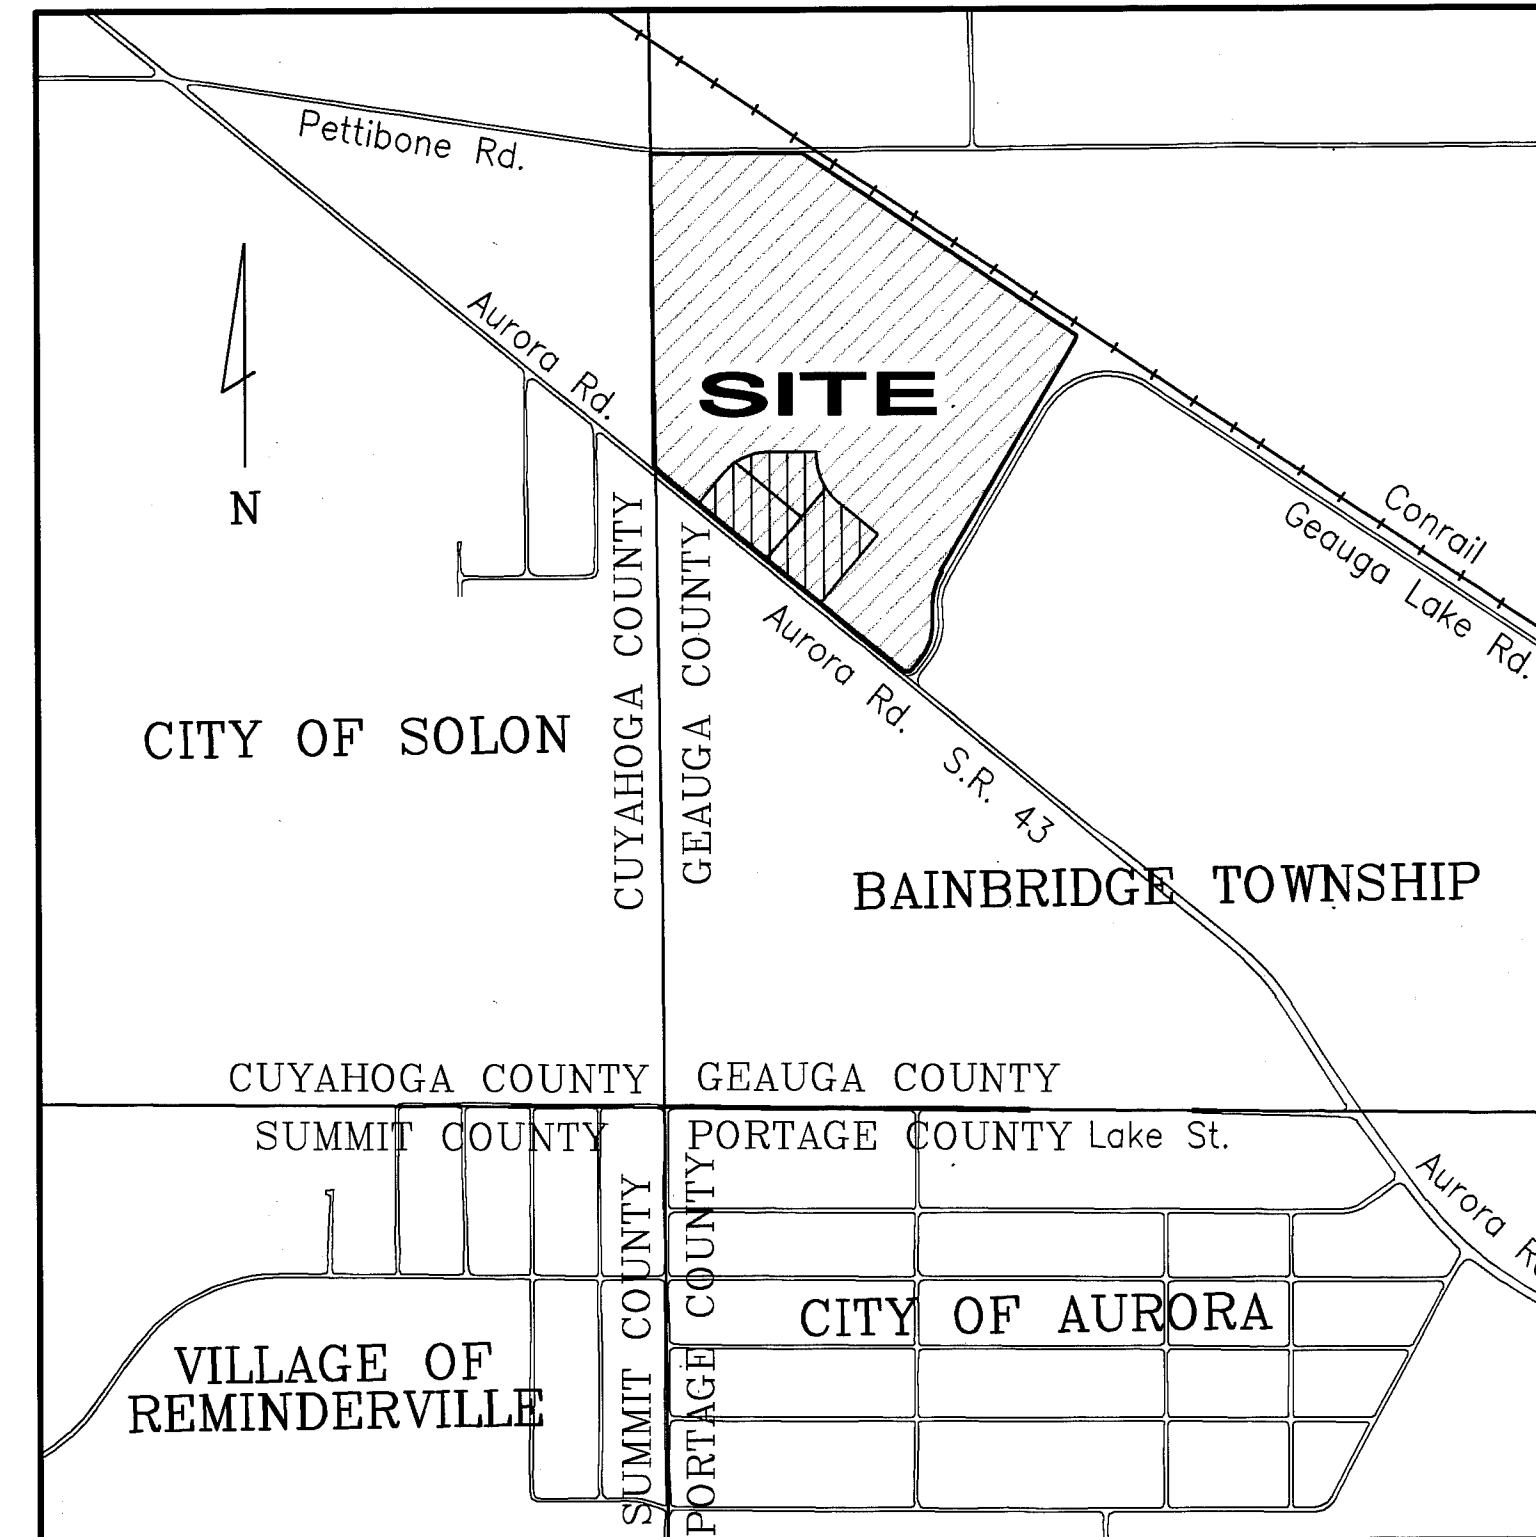 Pettibone Rd.
Aurora Rd.
SITE
N
Conrail
Geauga Lake Rd.
CUYAHOGA COUNTY
GEAUGA COUNTY
Aurora Rd.
S.R. 43
CITY OF SOLON
BAINBRIDGE TOWNSHIP
CUYAHOGA COUNTY
GEAUGA COUNTY
SUMMIT COUNTY
PORTAGE COUNTY
Lake St.
Aurora
SUMMIT COUNTY
PORTAGE COUNTY
CITY OF AURORA
VILLAGE OF
REMINDERVILLE